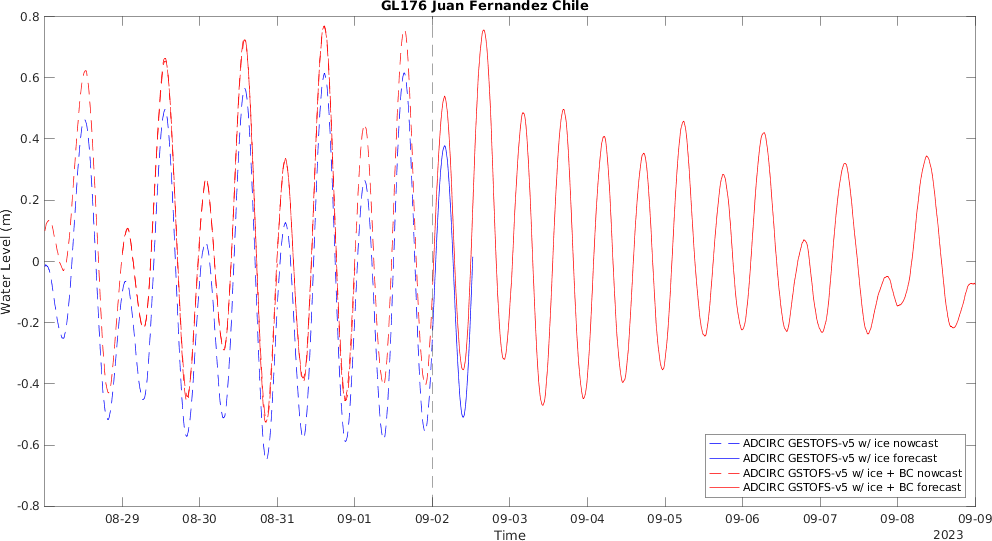 GL176 Juan Fernandez Chile
0.8
0.6
0.4
0.2
0
-0.2
-0.4
-0.6
-0.8
Water Level (m)
08-29 08-30 08-31 09-01 09-02 09-03 09-04 09-05 09-06 09-07 09-08 09-09
Time
2023
ADCIRC GESTOFS-v5 w/ ice nowcast
ADCIRC GESTOFS-v5 w/ ice forecast
ADCIRC GSTOFS-v5 w/ ice + BC nowcast
ADCIRC GSTOFS-v5 w/ ice + BC forecast